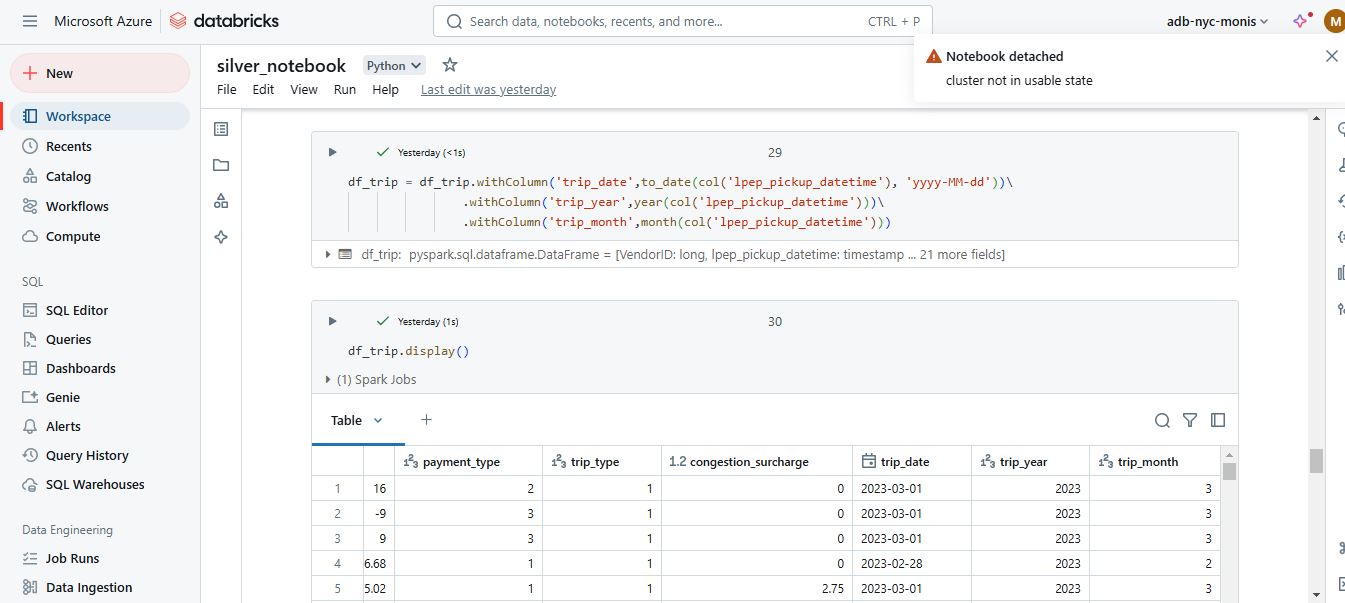 Microsoft Azure databricks Search data, notebooks, recents, and more... CTRL + P adb-nyc-monis M
Notebook detached
cluster not in usable state
New
Workspace
Recents
Catalog
Workflows
Compute
SQL
SQL Editor
Queries
Dashboards
Genie
Alerts
Query History
SQL Warehouses
Data Engineering
Job Runs
Data Ingestion
silver_notebook Python
File Edit View Run Help Last edit was yesterday
Yesterday (<1s) 29
df_trip = df_trip.withColumn('trip_date',to_date(col('lpep_pickup_datetime'), 'yyyy-MM-dd'))\
.withColumn('trip_year',year(col('lpep_pickup_datetime')))\
.withColumn('trip_month',month(col('lpep_pickup_datetime')))
df_trip: pyspark.sql.dataframe.DataFrame = [VendorID: long, lpep_pickup_datetime: timestamp ... 21 more fields]
Yesterday (1s) 30
df_trip.display()
(1) Spark Jobs
Table
123 payment_type 123 trip_type 1.2 congestion_surcharge trip_date 123 trip_year 123 trip_month
1 16 2 1 0 2023-03-01 2023 3
2 -9 3 1 0 2023-03-01 2023 3
3 9 3 1 0 2023-03-01 2023 3
4 6.68 1 1 0 2023-02-28 2023 2
5 5.02 1 1 2.75 2023-03-01 2023 3